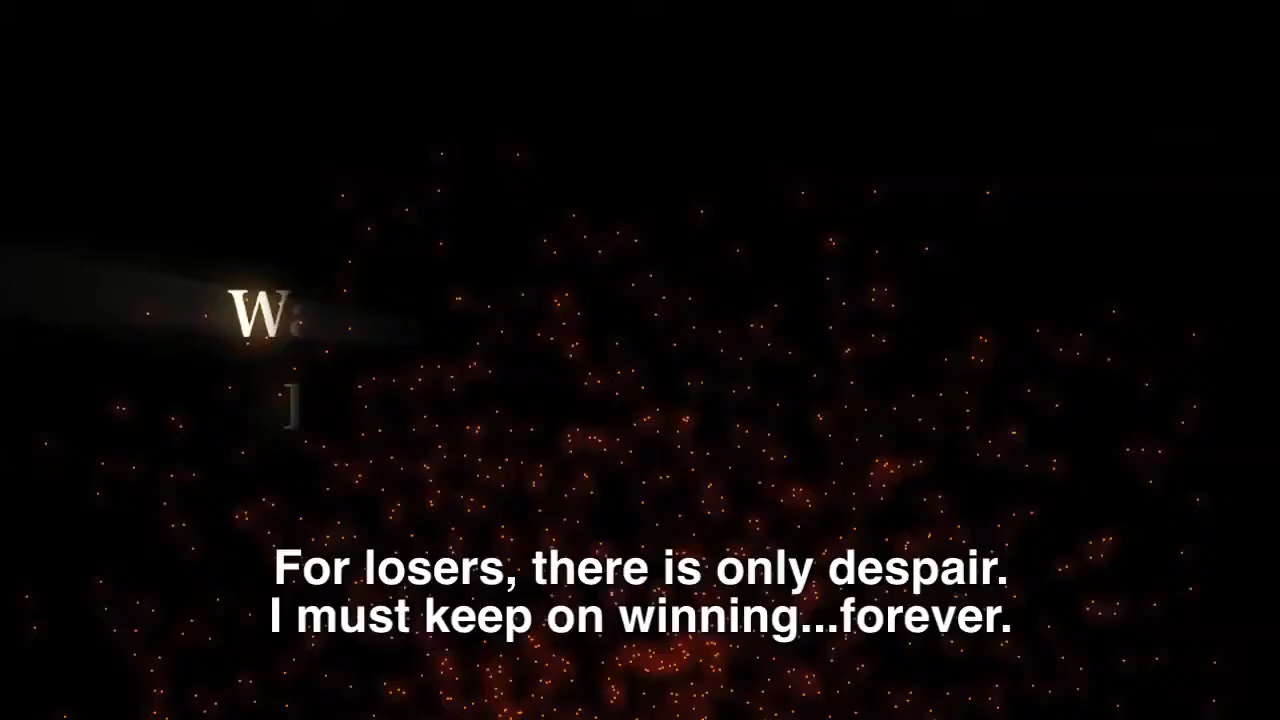 W
]
For losers, there is only despair.
I must keep on winning...forever.